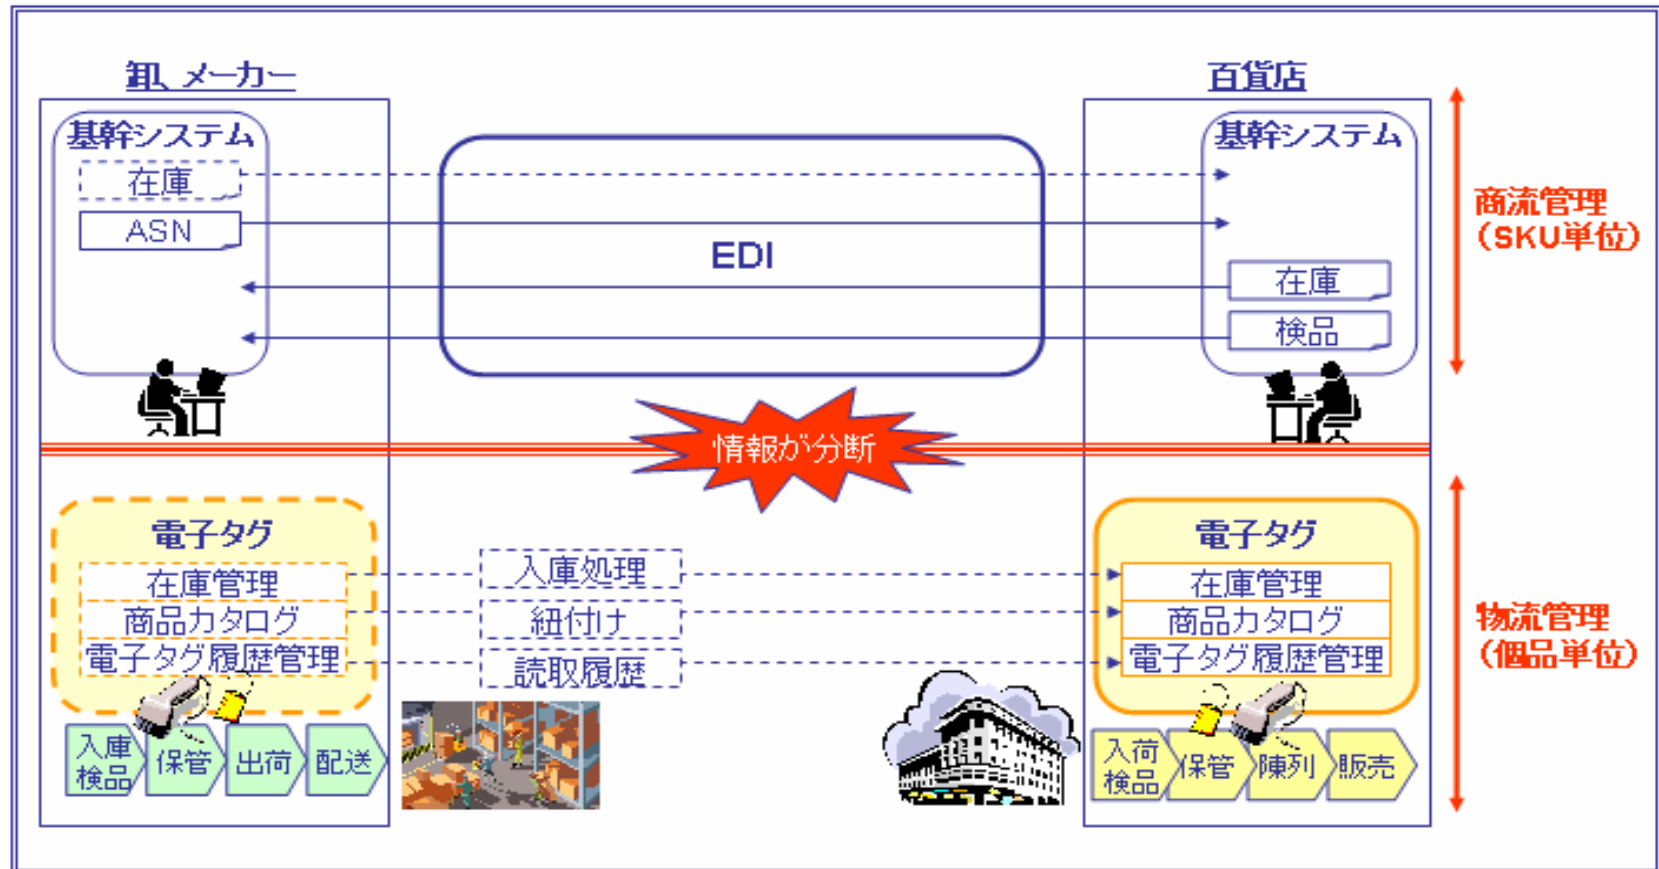 卸、メーカー
百貨店
基幹システム
在庫
ASN
EDI
基幹システム
在庫
検品
商流管理
（SKU単位）
情報が分断
電子タグ
在庫管理
商品カタログ
電子タグ履歴管理
入庫処理
紐付け
読取履歴
電子タグ
在庫管理
商品カタログ
電子タグ履歴管理
物流管理
（個品単位）
入庫
検品
保管
出荷
配送
入荷
検品
保管
陳列
販売